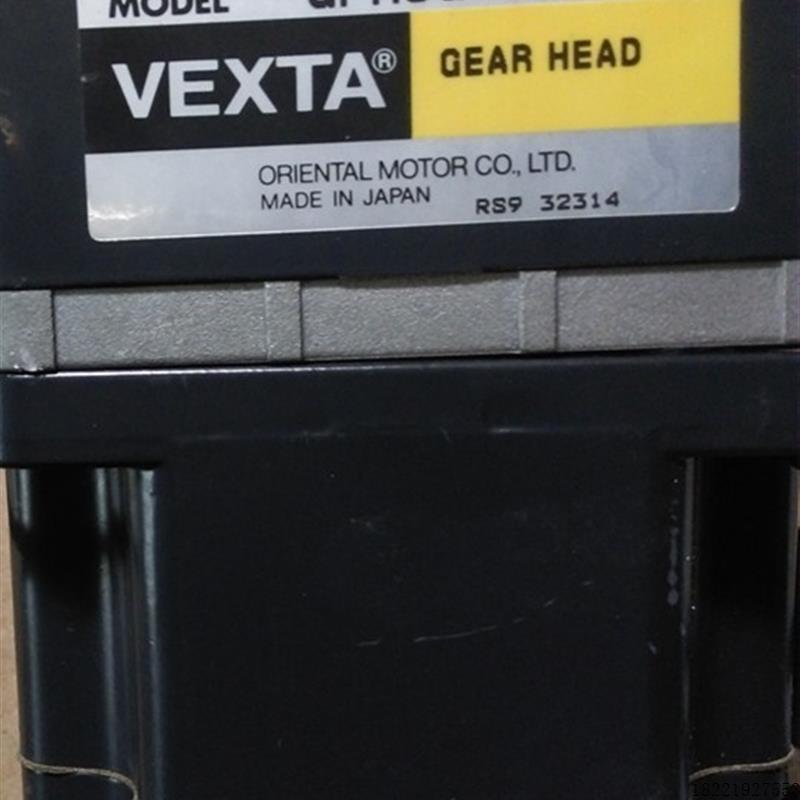 MODEL
VEXTA®
GEAR HEAD
ORIENTAL MOTOR CO., LTD.
MADE IN JAPAN
RS9 32314